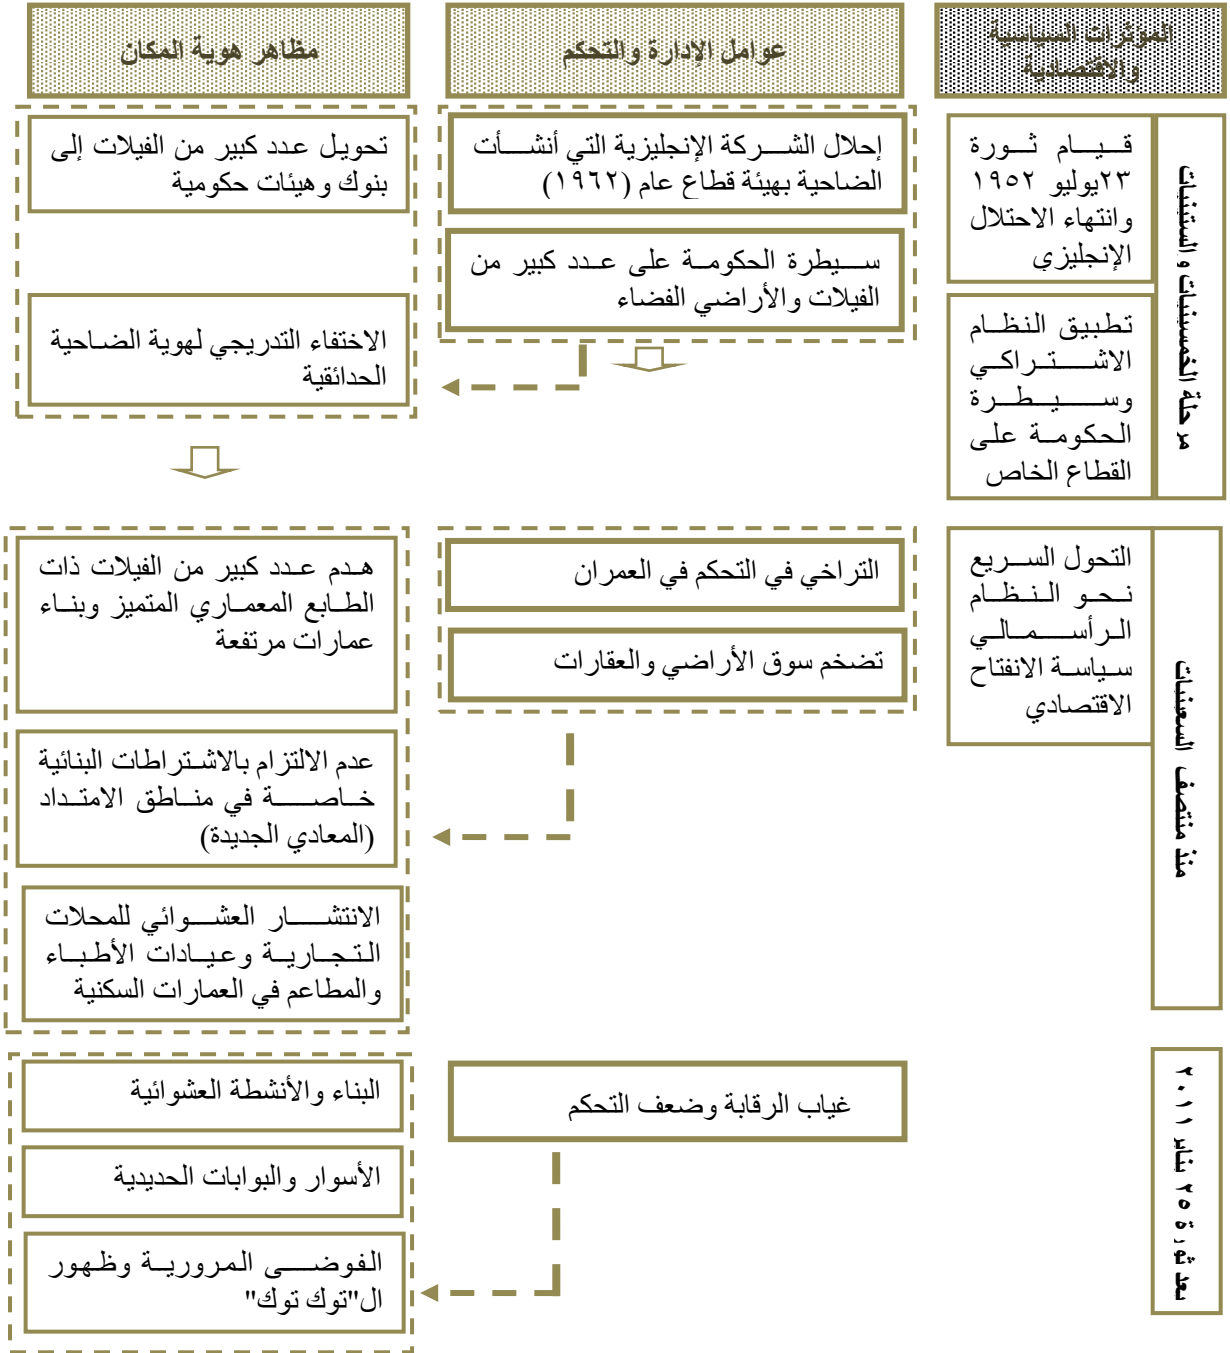 المؤثرات السياسية
والاقتصادية
عوامل الإدارة والتحكم
مظاهر هوية المكان
مرحلة الخمسينيات والستينيات
قيام ثورة
٢٣يوليو ١٩٥٢
وانتهاء الاحتلال
الإنجليزي
تطبيق النظام
الاشتراكي
وسيطرة
الحكومة على
القطاع الخاص
إحلال الشركة الإنجليزية التي أنشأت
الضاحية بهيئة قطاع عام (١٩٦٢)
سيطرة الحكومة على عدد كبير من
الفيلات والأراضي الفضاء
تحويل عدد كبير من الفيلات إلى
بنوك وهيئات حكومية
الاختفاء التدريجي لهوية الضاحية
الحدائقية
منذ منتصف السعينيات
التحول السريع
نحو النظام
الرأسمالي
سياسة الانفتاح
الاقتصادي
التراخي في التحكم في العمران
تضخم سوق الأراضي والعقارات
هدم عدد كبير من الفيلات ذات
الطابع المعماري المتميز وبناء
عمارات مرتفعة
عدم الالتزام بالاشتراطات البنائية
خاصة في مناطق الامتداد
(المعادي الجديدة)
الانتشار العشوائي للمحلات
التجارية وعيادات الأطباء
والمطاعم في العمارات السكنية
بعد ثورة ٢٥ يناير ٢٠١١
غياب الرقابة وضعف التحكم
البناء والأنشطة العشوائية
الأسوار والبوابات الحديدية
الفوضى المرورية وظهور
ال"توك توك"